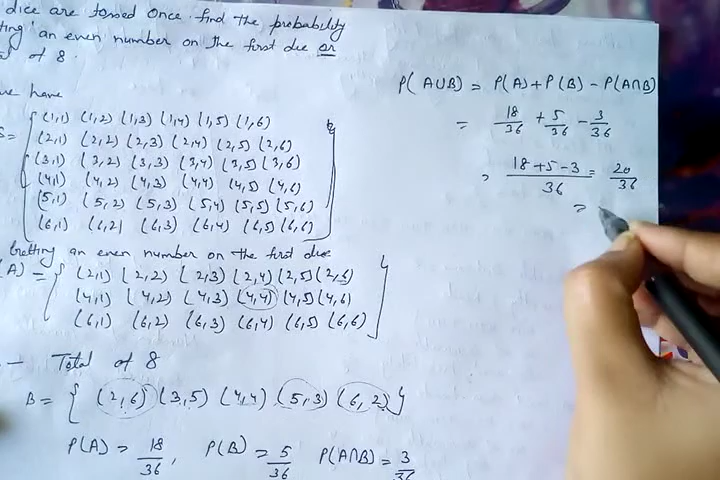 dice are tossed once find the probability
ting an even number on the first die or
of 8.
we have
S = { (1,1) (1,2) (1,3) (1,4) (1,5) (1,6)
(2,1) (2,2) (2,3) (2,4) (2,5) (2,6)
(3,1) (3,2) (3,3) (3,4) (3,5) (3,6)
(4,1) (4,2) (4,3) (4,4) (4,5) (4,6)
(5,1) (5,2) (5,3) (5,4) (5,5) (5,6)
(6,1) (6,2) (6,3) (6,4) (6,5) (6,6) }
Getting an even number on the first die
(A) = { (2,1) (2,2) (2,3) (2,4) (2,5) (2,6)
(4,1) (4,2) (4,3) (4,4) (4,5) (4,6)
(6,1) (6,2) (6,3) (6,4) (6,5) (6,6) }
- Total of 8
B = { (2,6) (3,5) (4,4) (5,3) (6,2) }
P(A) = 18/36, P(B) = 5/36 P(A∩B) = 3/36
P(A∪B) = P(A) + P(B) - P(A∩B)
= 18/36 + 5/36 - 3/36
= 18+5-3/36 = 20/36
=